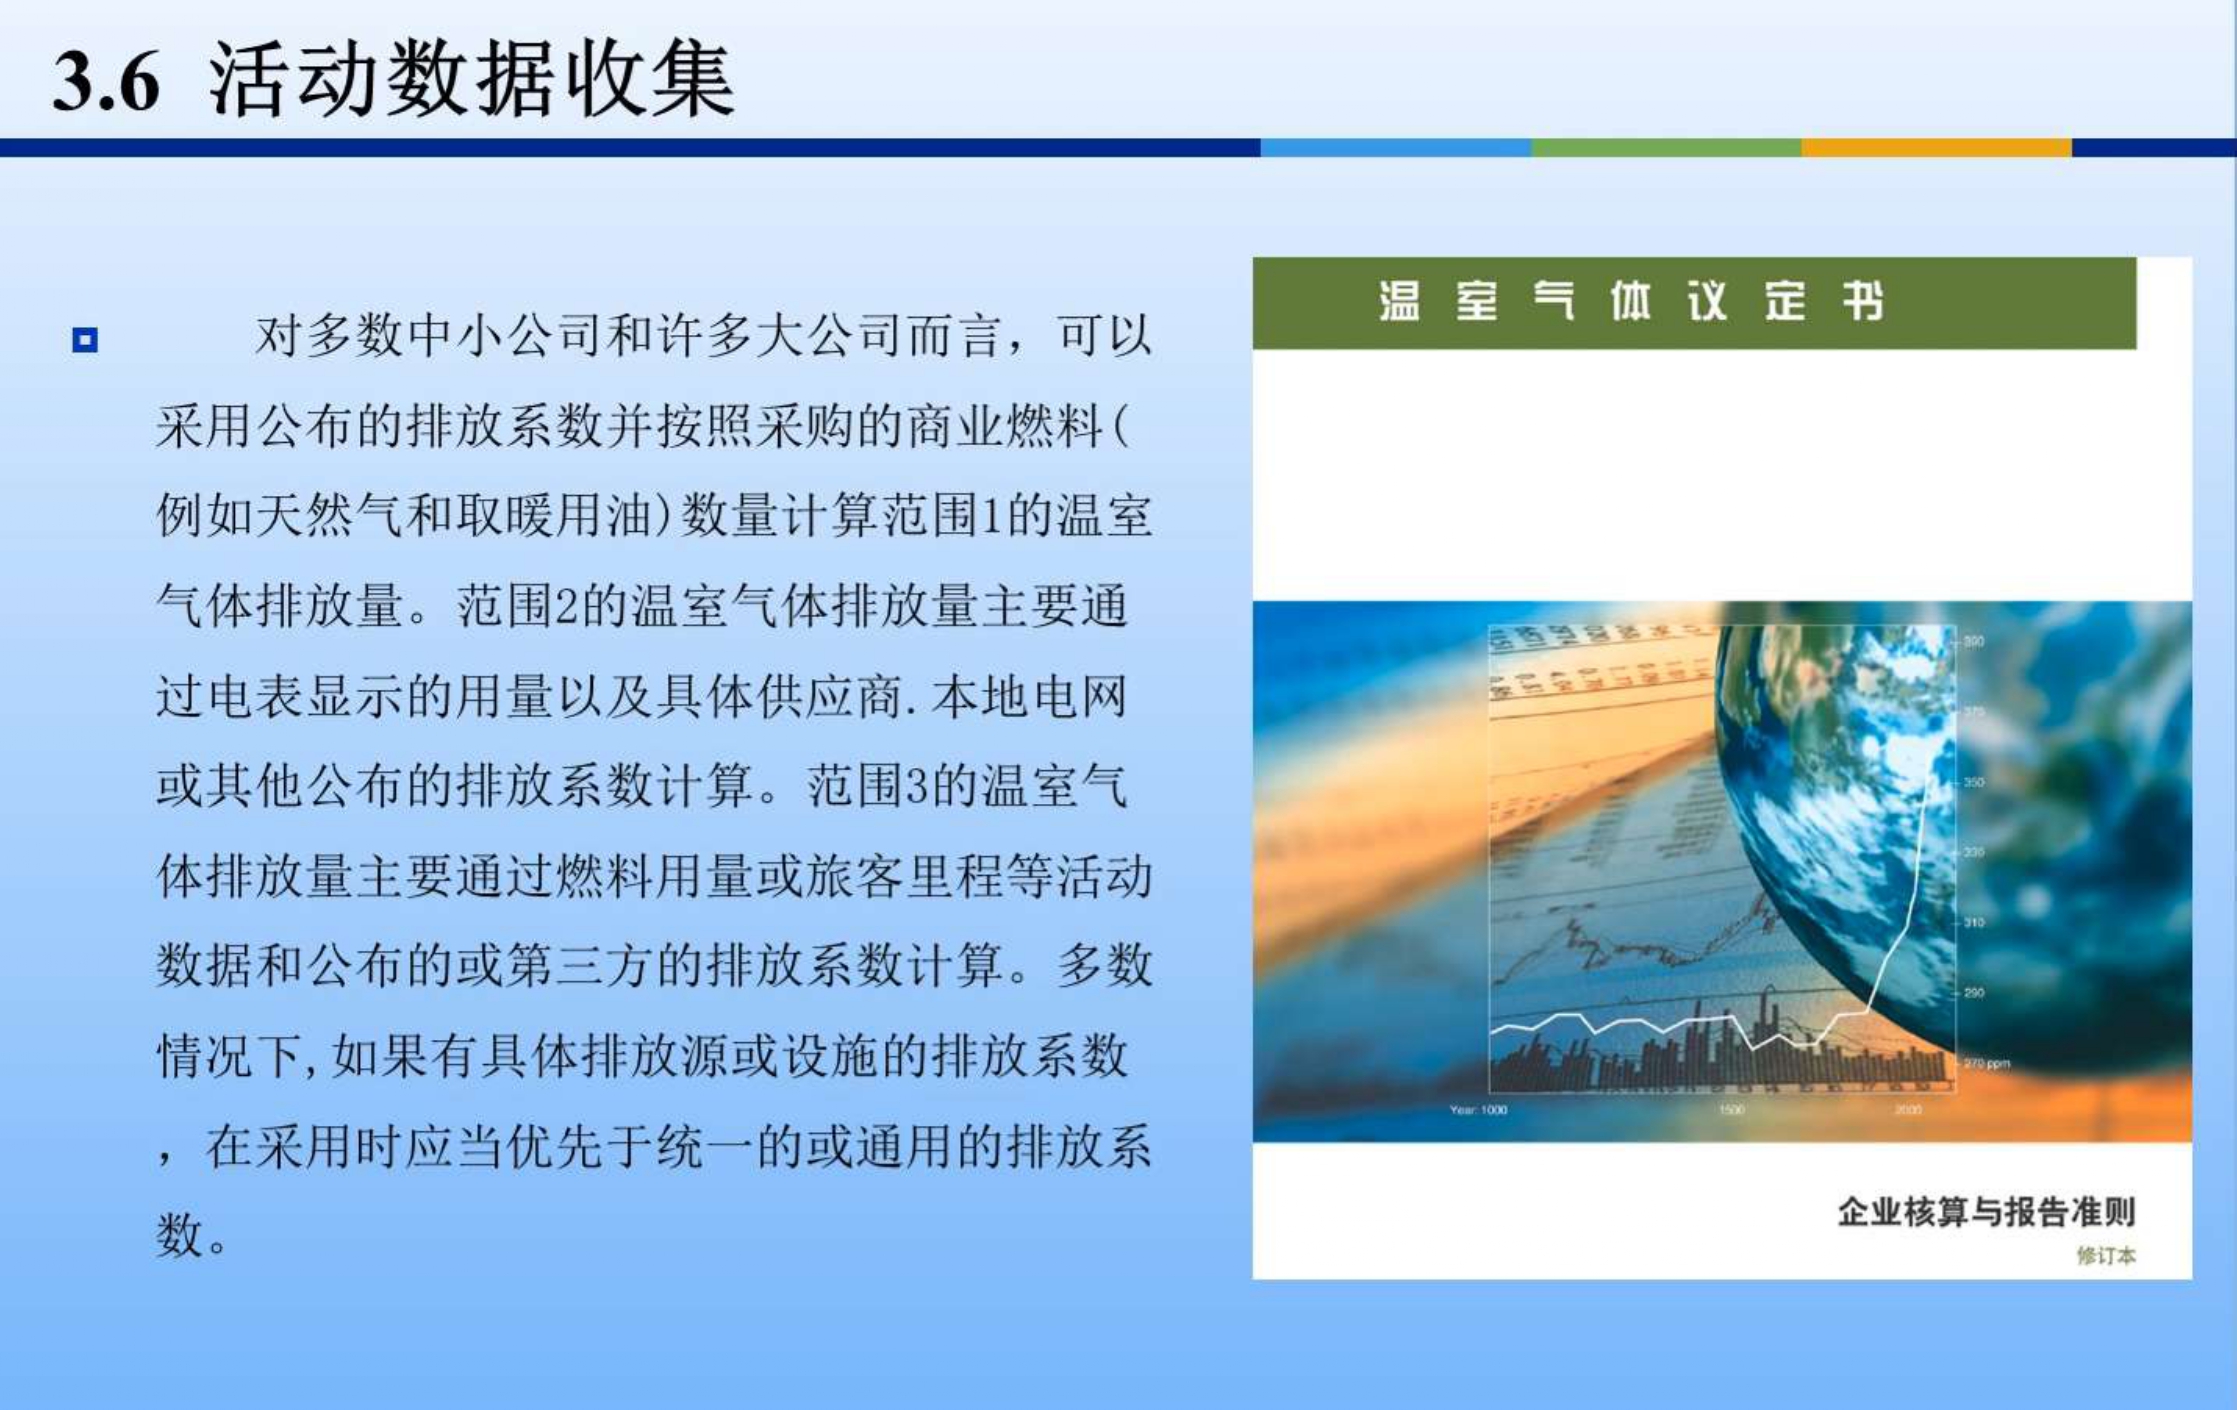 3.6 活动数据收集
对多数中小公司和许多大公司而言，可以
采用公布的排放系数并按照采购的商业燃料(
例如天然气和取暖用油)数量计算范围1的温室
气体排放量。范围2的温室气体排放量主要通
过电表显示的用量以及具体供应商.本地电网
或其他公布的排放系数计算。范围3的温室气
体排放量主要通过燃料用量或旅客里程等活动
数据和公布的或第三方的排放系数计算。多数
情况下,如果有具体排放源或设施的排放系数
，在采用时应当优先于统一的或通用的排放系
数。
温室气体议定书
390
375
350
330
310
290
270 ppm
Year: 1000
1500
2000
企业核算与报告准则
修订本